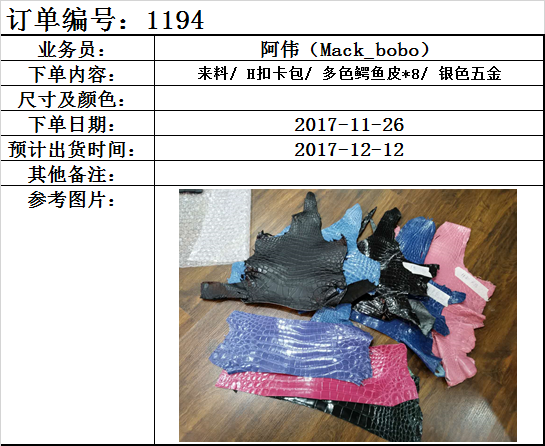 订单编号：1194
业务员： 阿伟（Mack_bobo）
下单内容： 来料/ H扣卡包/ 多色鳄鱼皮*8/ 银色五金
尺寸及颜色：
下单日期： 2017-11-26
预计出货时间： 2017-12-12
其他备注：
参考图片：